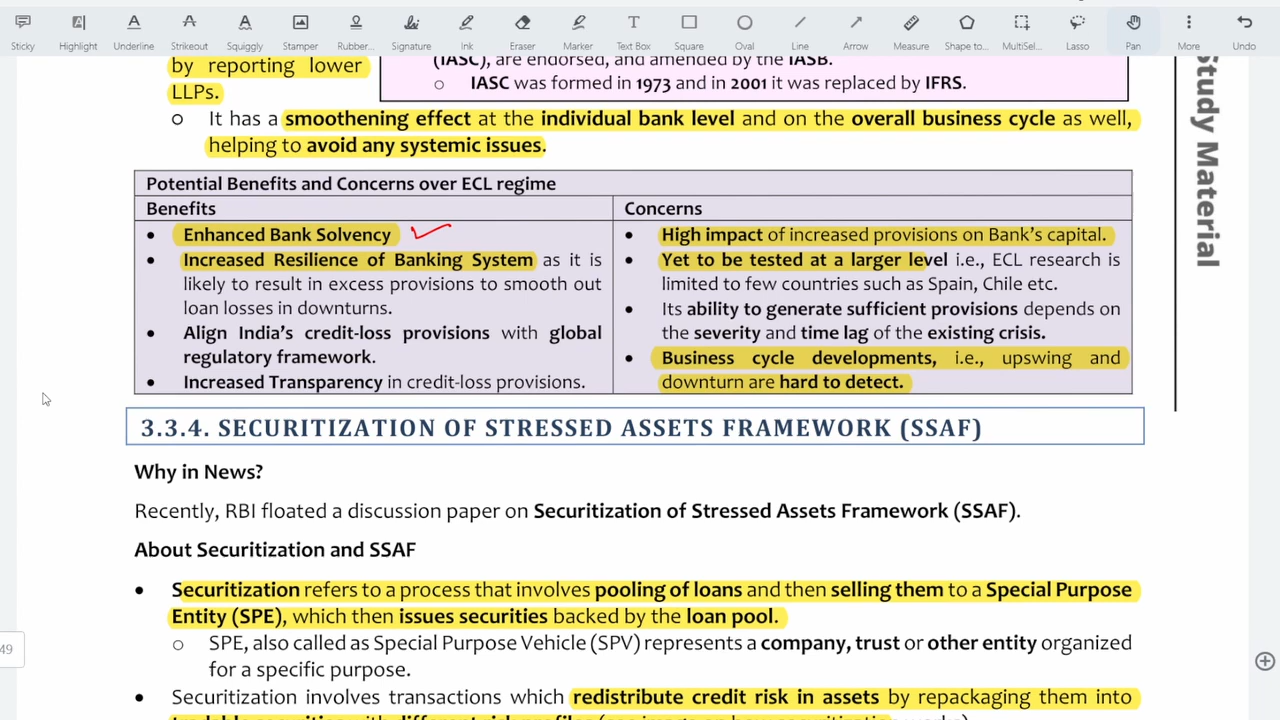 Sticky Highlight Underline Strikeout Squiggly Stamper Rubber... Signature Ink Eraser Marker Text Box Square Oval Line Arrow Measure Shape to... MultiSel... Lasso Pan More Undo
(IASC), are endorsed, and amended by the IASB.
by reporting lower
○ IASC was formed in 1973 and in 2001 it was replaced by IFRS.
LLPs.
○ It has a smoothening effect at the individual bank level and on the overall business cycle as well,
helping to avoid any systemic issues.
Potential Benefits and Concerns over ECL regime
Benefits
• Enhanced Bank Solvency
• Increased Resilience of Banking System as it is
likely to result in excess provisions to smooth out
loan losses in downturns.
• Align India's credit-loss provisions with global
regulatory framework.
• Increased Transparency in credit-loss provisions.
Concerns
• High impact of increased provisions on Bank's capital.
• Yet to be tested at a larger level i.e., ECL research is
limited to few countries such as Spain, Chile etc.
• Its ability to generate sufficient provisions depends on
the severity and time lag of the existing crisis.
• Business cycle developments, i.e., upswing and
downturn are hard to detect.
3.3.4. SECURITIZATION OF STRESSED ASSETS FRAMEWORK (SSAF)
Why in News?
Recently, RBI floated a discussion paper on Securitization of Stressed Assets Framework (SSAF).
About Securitization and SSAF
• Securitization refers to a process that involves pooling of loans and then selling them to a Special Purpose
Entity (SPE), which then issues securities backed by the loan pool.
○ SPE, also called as Special Purpose Vehicle (SPV) represents a company, trust or other entity organized
for a specific purpose.
• Securitization involves transactions which redistribute credit risk in assets by repackaging them into
tradable securities with different risk profiles (see image on how securitization works).
Study Material
49